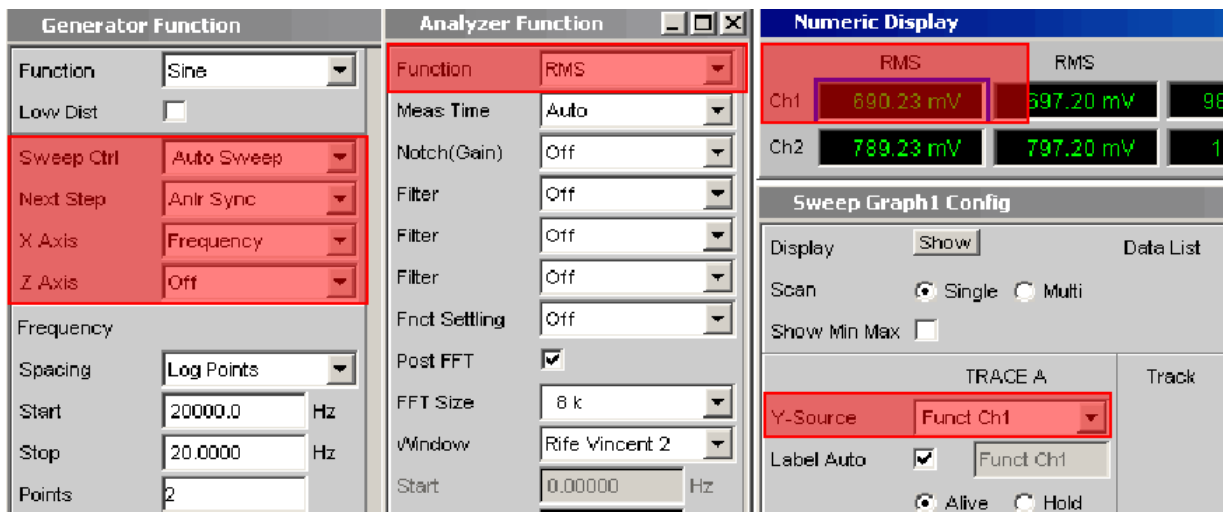 Generator Function
Function Sine
Low Dist
Sweep Ctrl Auto Sweep
Next Step Anlr Sync
X Axis Frequency
Z Axis Off
Frequency
Spacing Log Points
Start 20000.0 Hz
Stop 20.0000 Hz
Points 2
Analyzer Function
Function RMS
Meas Time Auto
Notch(Gain) Off
Filter Off
Filter Off
Filter Off
Fnct Settling Off
Post FFT
FFT Size 8 k
Window Rife Vincent 2
Start 0.00000 Hz
Numeric Display
RMS RMS
Ch1 690.23 mV 697.20 mV 98
Ch2 789.23 mV 797.20 mV 1
Sweep Graph1 Config
Display Show Data List
Scan Single Multi
Show Min Max
TRACE A Track
Y-Source Funct Ch1
Label Auto Funct Ch1
Alive Hold